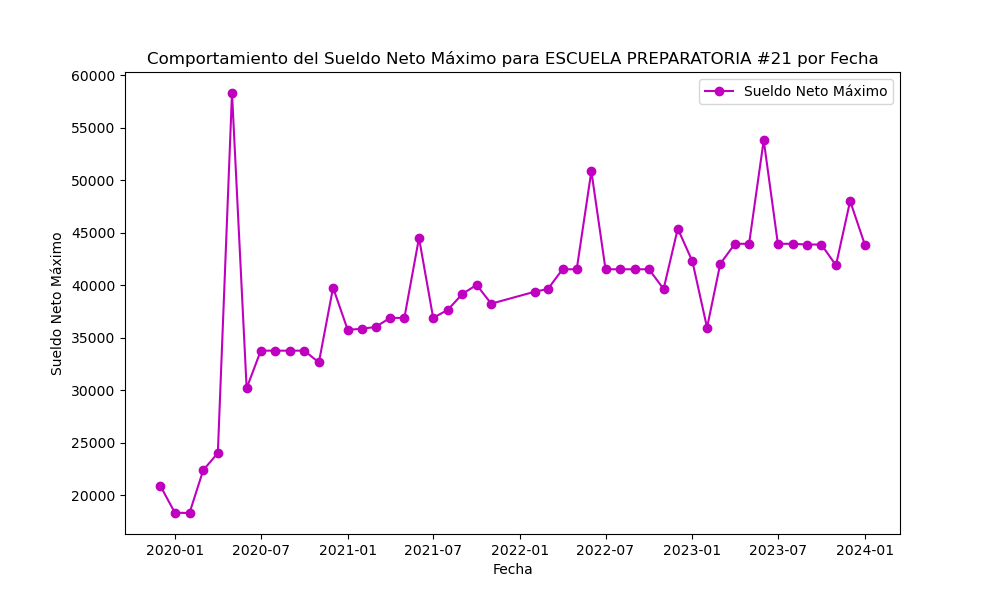 Comportamiento del Sueldo Neto Máximo para ESCUELA PREPARATORIA #21 por Fecha
Sueldo Neto Máximo
60000
55000
50000
45000
40000
35000
30000
25000
20000
Sueldo Neto Máximo
2020-01 2020-07 2021-01 2021-07 2022-01 2022-07 2023-01 2023-07 2024-01
Fecha